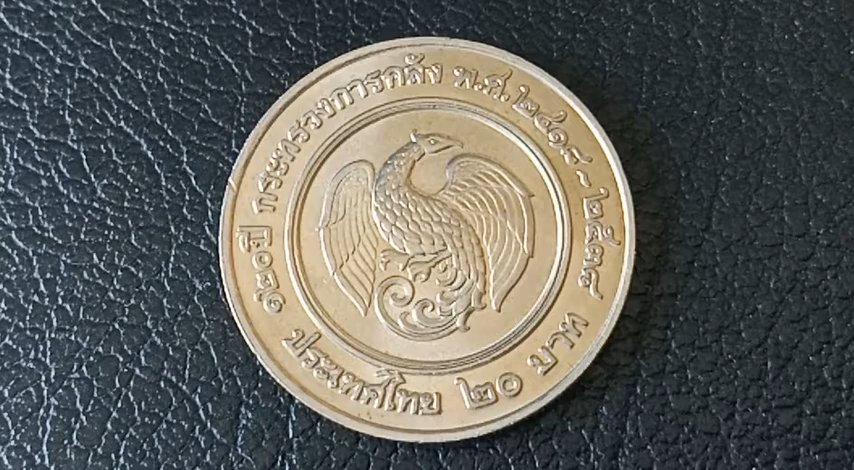 ๑๒๐ปี กระทรวงการคลัง พ.ศ.๒๔๑๘ - ๒๕๓๘
ประเทศไทย ๒๐ บาท